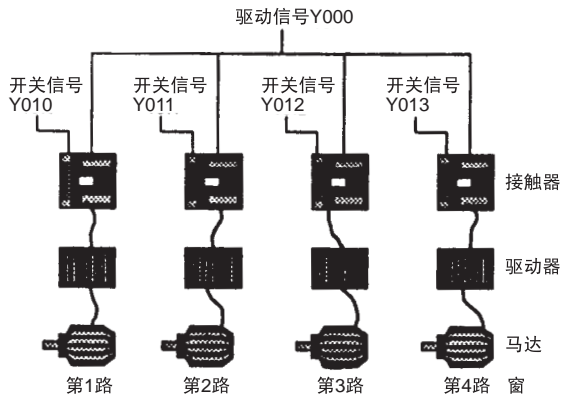 驱动信号Y000
开关信号 开关信号 开关信号 开关信号
Y010 Y011 Y012 Y013
接触器
驱动器
马达
第1路 第2路 第3路 第4路 窗